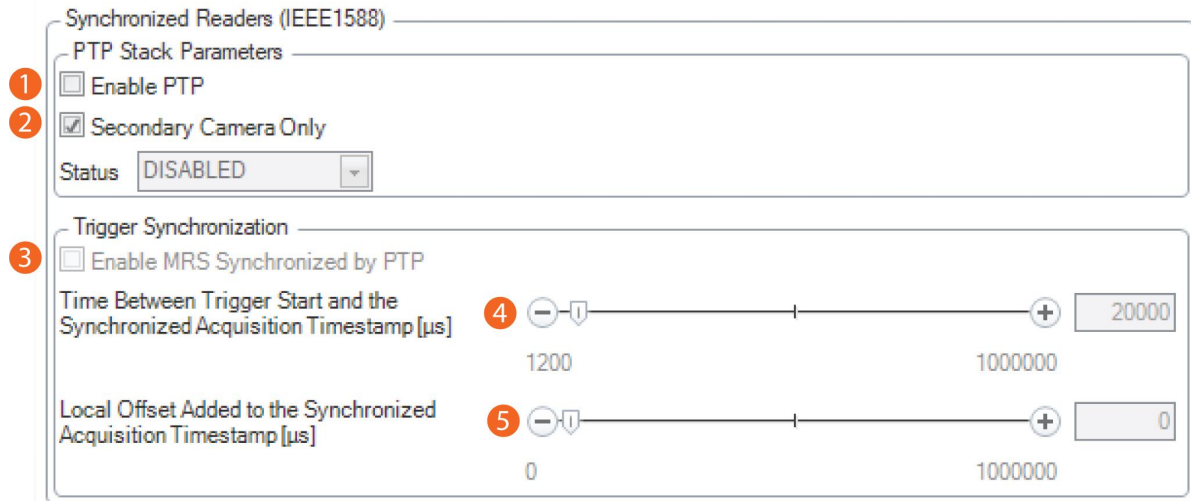 Synchronized Readers (IEEE1588)
PTP Stack Parameters
1 Enable PTP
2 Secondary Camera Only
Status DISABLED
Trigger Synchronization
3 Enable MRS Synchronized by PTP
Time Between Trigger Start and the
Synchronized Acquisition Timestamp [µs]
4 20000
1200 1000000
Local Offset Added to the Synchronized
Acquisition Timestamp [µs]
5 0
0 1000000